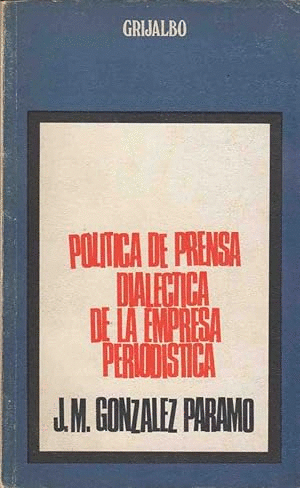 GRIJALBO
POLITICA DE PRENSA
DIALECTICA
DE LA EMPRESA
PERIODISTICA
J.M. GONZALEZ PARAMO